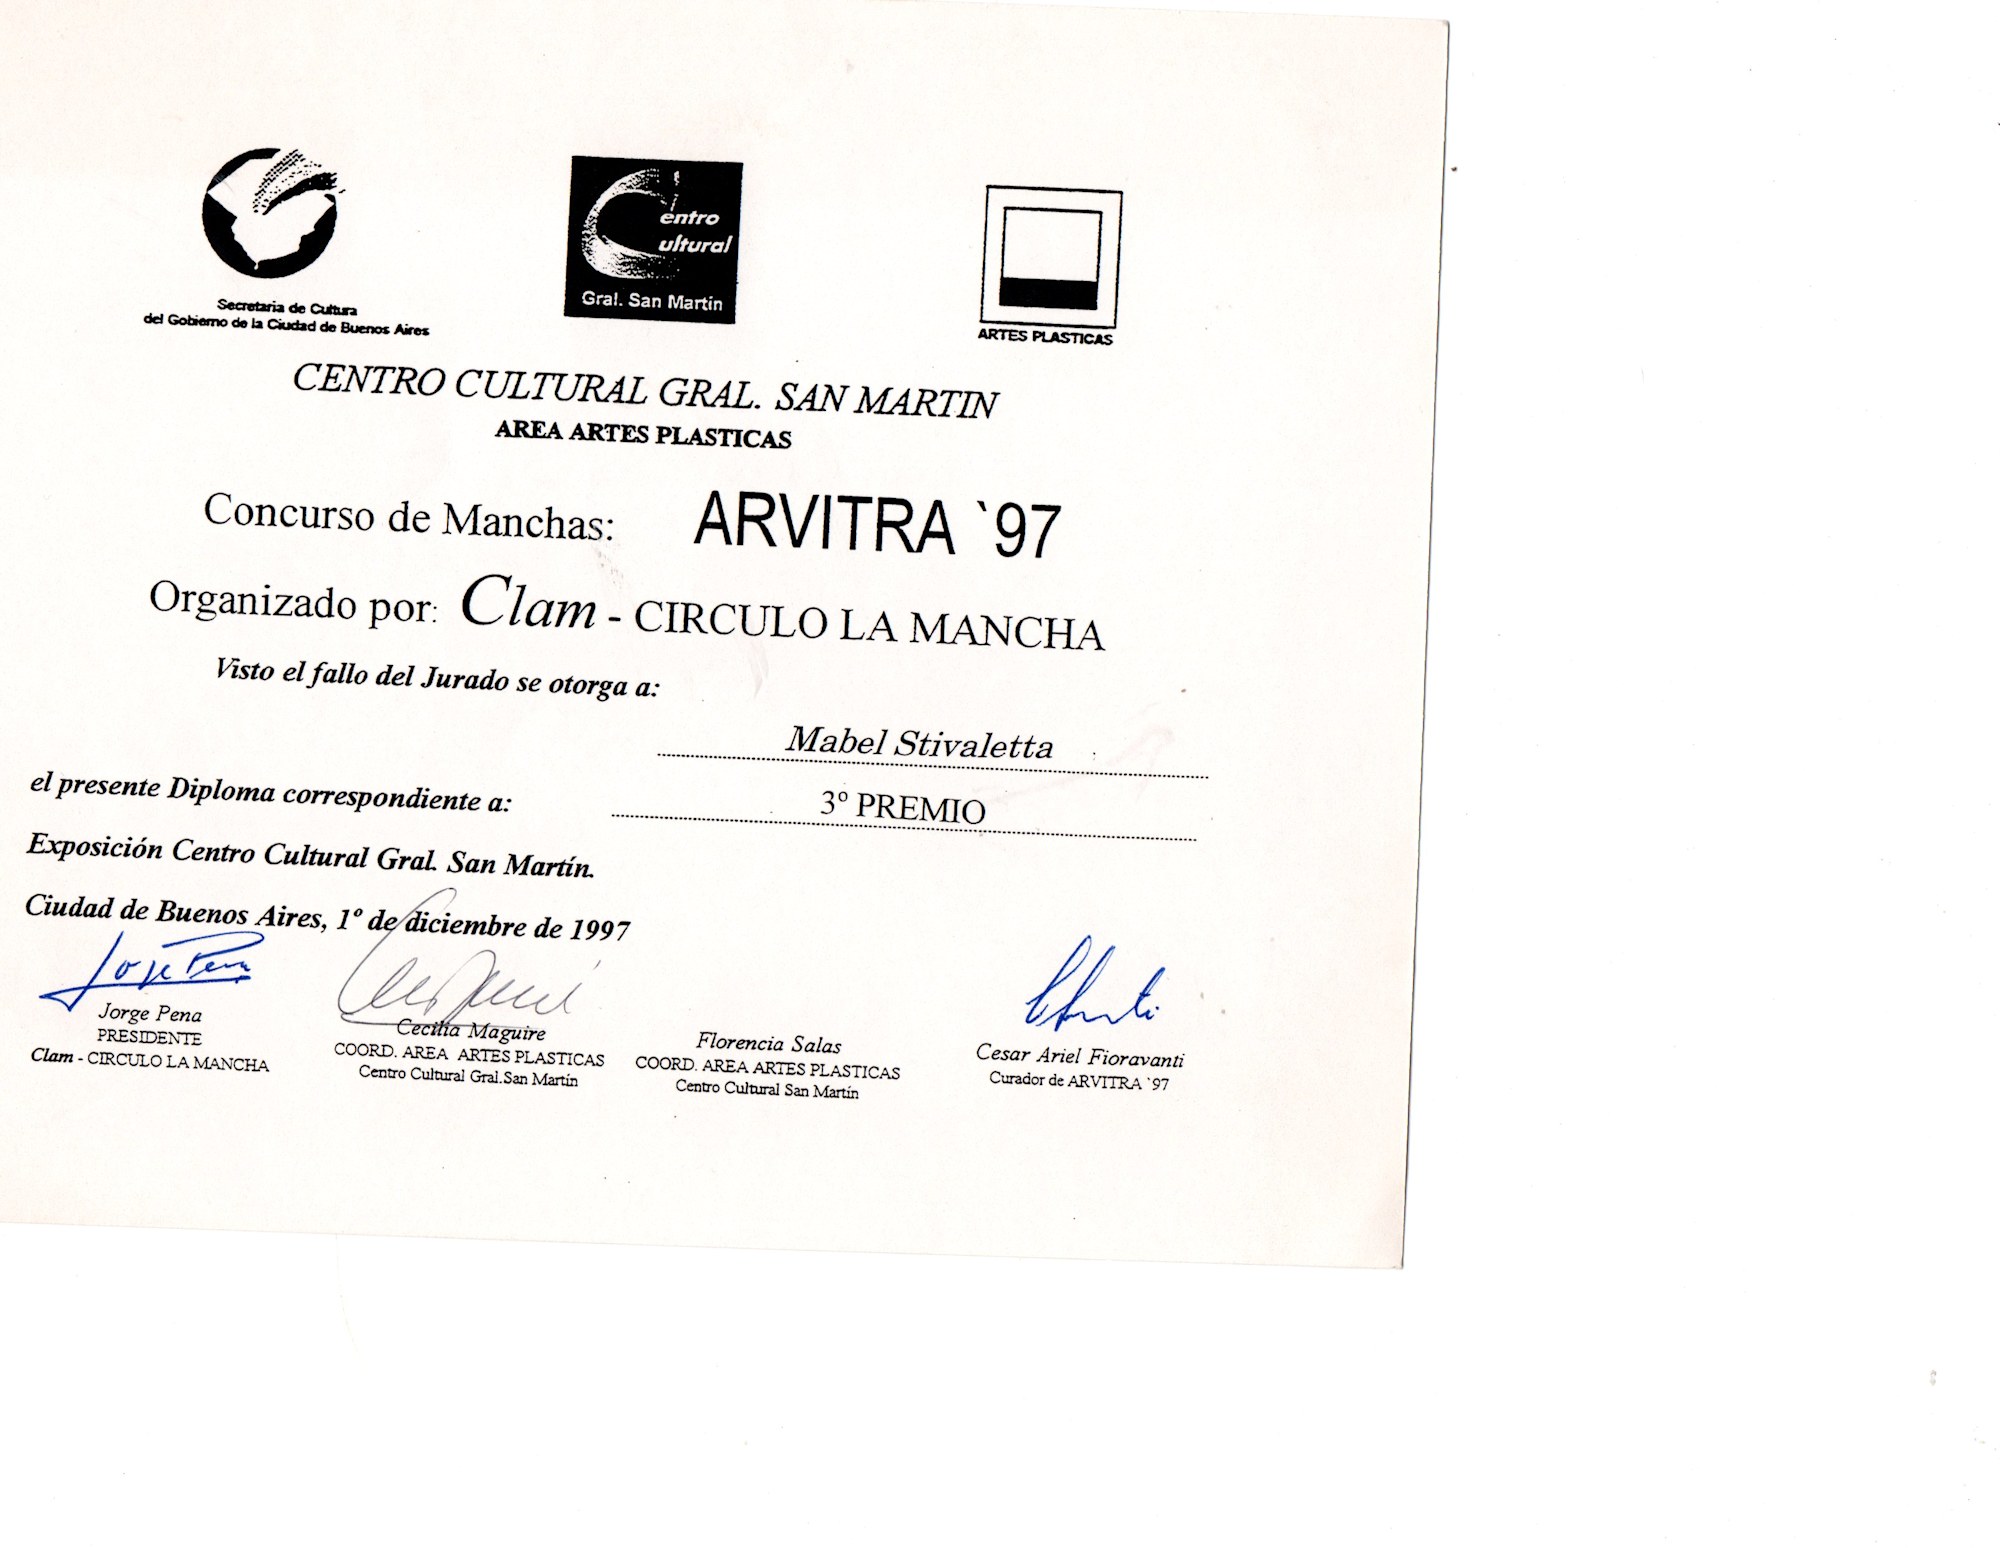 Secretaria de Cultura
del Gobierno de la Ciudad de Buenos Aires
Centro
Cultural
Gral. San Martín
ARTES PLASTICAS
CENTRO CULTURAL GRAL. SAN MARTIN
AREA ARTES PLASTICAS
Concurso de Manchas: ARVITRA `97
Organizado por: Clam - CIRCULO LA MANCHA
Visto el fallo del Jurado se otorga a:
Mabel Stivaletta
el presente Diploma correspondiente a: 3º PREMIO
Exposición Centro Cultural Gral. San Martín.
Ciudad de Buenos Aires, 1º de diciembre de 1997
Jorge Pena
Jorge Pena
PRESIDENTE
Clam - CIRCULO LA MANCHA
Cecilia Maguire
COORD. AREA ARTES PLASTICAS
Centro Cultural Gral.San Martín
Florencia Salas
COORD. AREA ARTES PLASTICAS
Centro Cultural San Martín
Cesar Ariel Fioravanti
Curador de ARVITRA `97